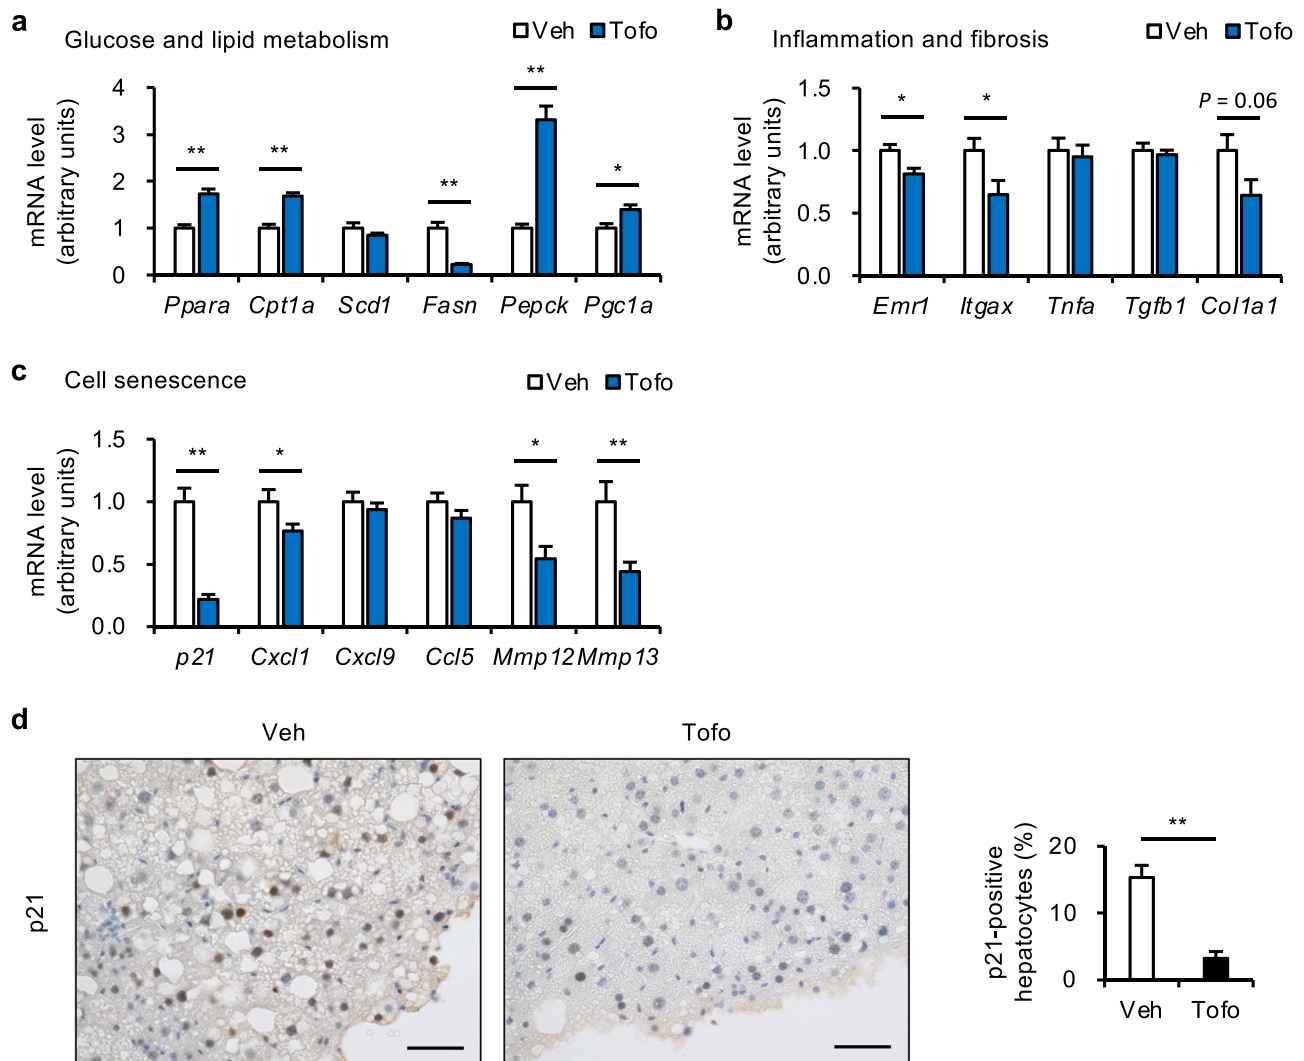 a
Glucose and lipid metabolism
Veh Tofo
mRNA level
(arbitrary units)
4
3
2
1
0
** ** ** ** *
Ppara Cpt1a Scd1 Fasn Pepck Pgc1a
b
Inflammation and fibrosis
Veh Tofo
mRNA level
(arbitrary units)
1.5
1.0
0.5
0.0
* * P = 0.06
Emr1 Itgax Tnfa Tgfb1 Col1a1
c
Cell senescence
Veh Tofo
mRNA level
(arbitrary units)
1.5
1.0
0.5
0.0
** * * **
p21 Cxcl1 Cxcl9 Ccl5 Mmp12 Mmp13
d
Veh Tofo
p21
p21-positive
hepatocytes (%)
20
10
0
**
Veh Tofo